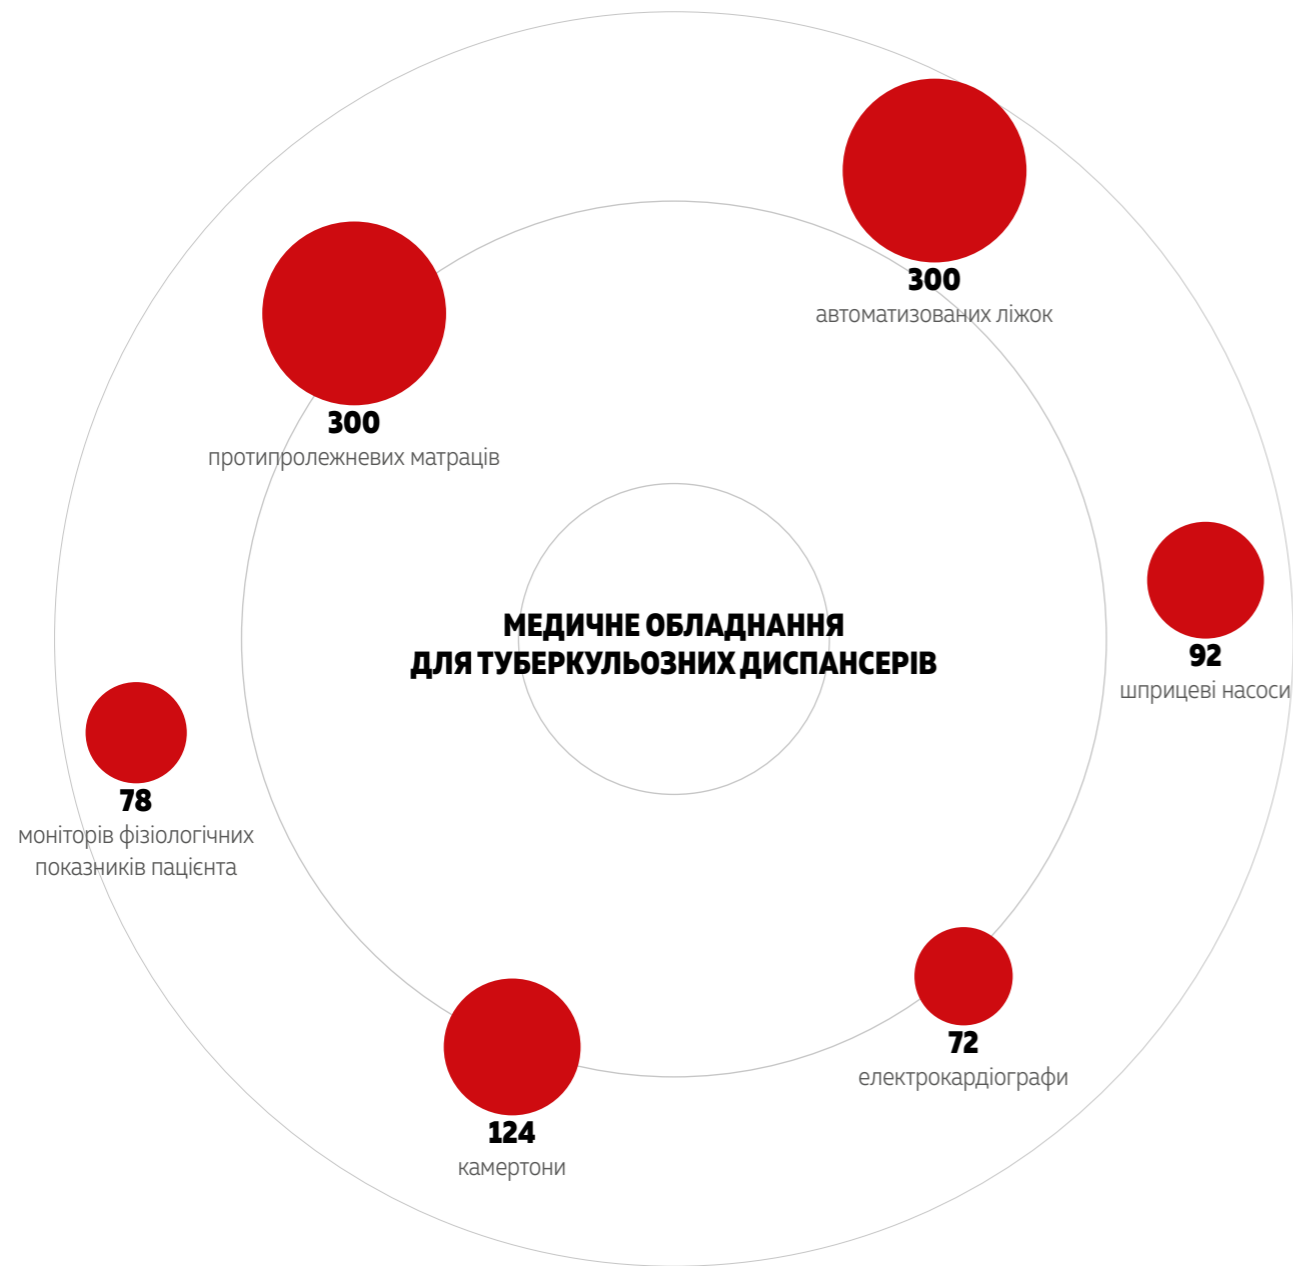 300
автоматизованих ліжок
300
протипролежневих матраців
МЕДИЧНЕ ОБЛАДНАННЯ
ДЛЯ ТУБЕРКУЛЬОЗНИХ ДИСПАНСЕРІВ
92
шприцеві насоси
78
моніторів фізіологічних
показників пацієнта
72
електрокардіографи
124
камертони